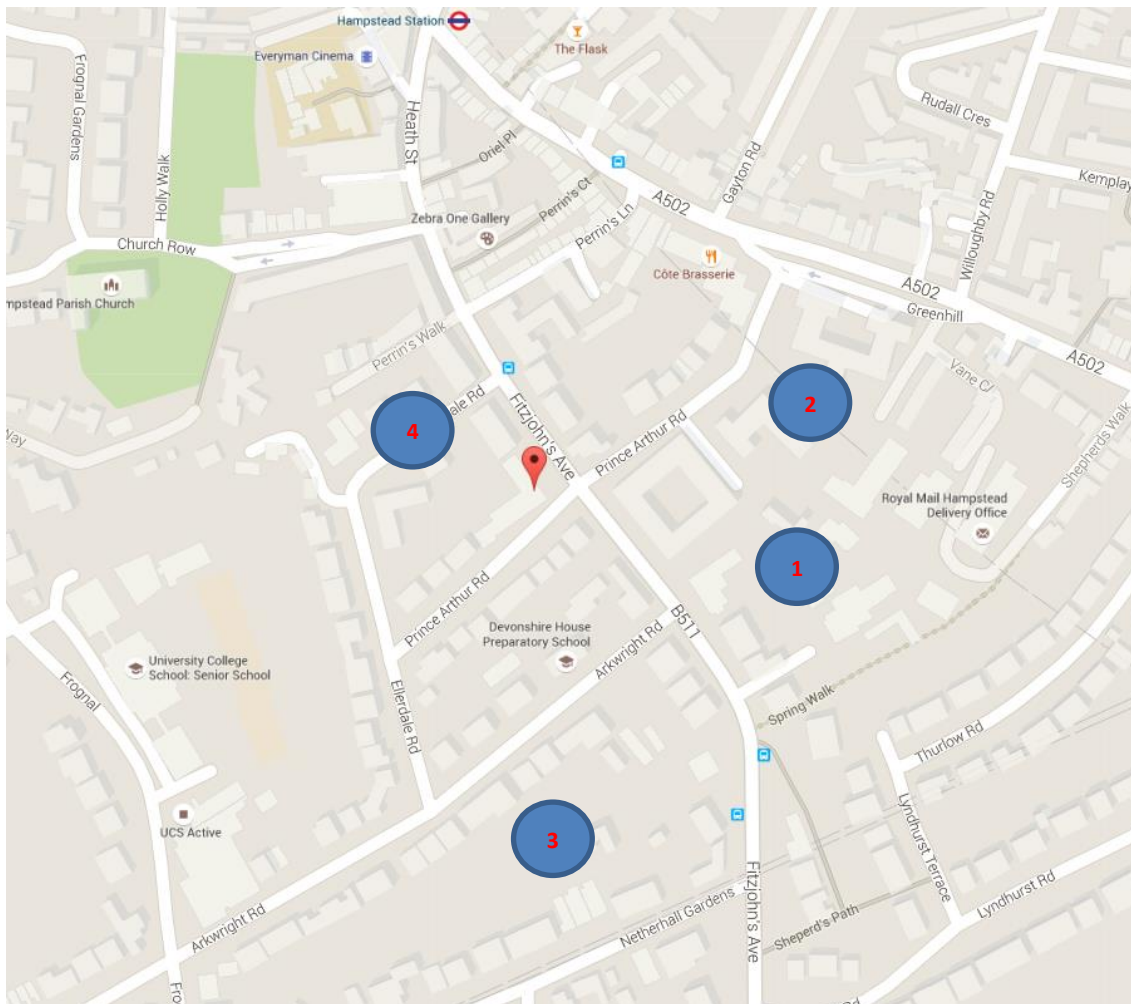 Hampstead Station
The Flask
Everyman Cinema
Frognal Gardens
Holly Walk
Heath St
Rudall Cres
Oriel Pl
Gayton Rd
Kemplay
Perrin's Ct
Willoughby Rd
Zebra One Gallery
Perrin's Ln
A502
Church Row
Côte Brasserie
A502
Greenhill
mpstead Parish Church
Perrin's Walk
Vane Cl
A502
2
4
ale Rd
Fitzjohn's Ave
Prince Arthur Rd
Shepherds Walk
way
Royal Mail Hampstead
Delivery Office
1
Prince Arthur Rd
B511
Devonshire House
Preparatory School
Arkwright Rd
University College
School: Senior School
Frognal
Ellerdale Rd
Spring Walk
Thurlow Rd
UCS Active
3
Lyndhurst Terrace
Fitzjohn's Ave
Lyndhurst Rd
Arkwright Rd
Netherhall Gardens
Sheperd's Path
Fro